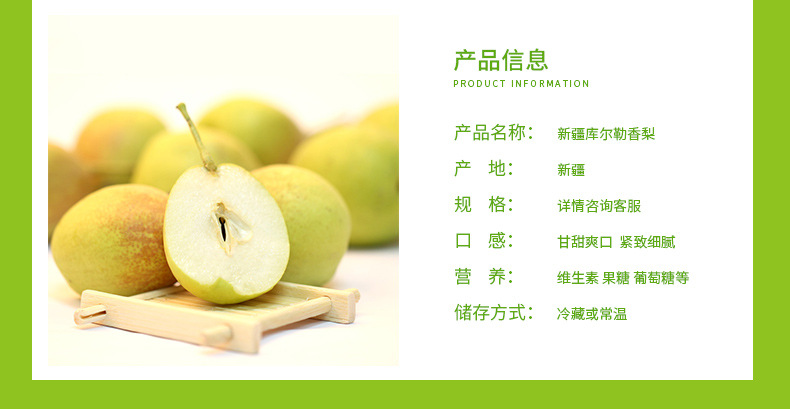 产品信息
PRODUCT INFORMATION
产品名称： 新疆库尔勒香梨
产 地： 新疆
规 格： 详情咨询客服
口 感： 甘甜爽口 紧致细腻
营 养： 维生素 果糖 葡萄糖等
储存方式： 冷藏或常温